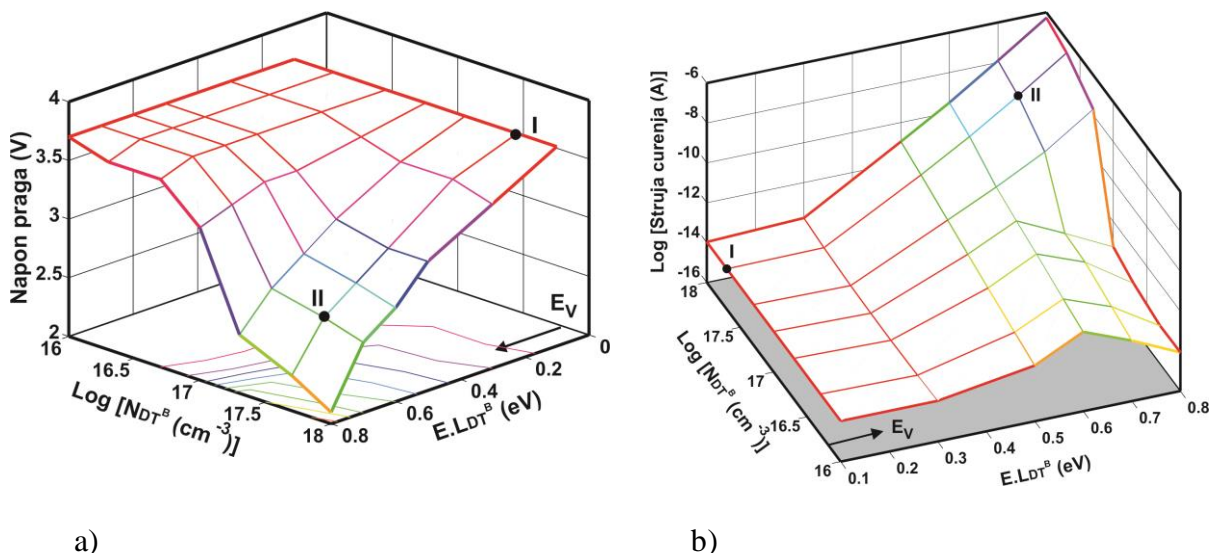 4
3.5
3
2.5
2
Napon praga (V)
16
16.5
17
17.5
18
Log [NDT^B (cm^-3)]
0.8
0.6
0.4
0.2
0
E.LDT^B (eV)
I
II
EV
a)
-6
-8
-10
-12
-14
-16
Log [Struja curenja (A)]
18
17.5
17
16.5
16
Log [NDT^B (cm^-3)]
0.1
0.2
0.3
0.4
0.5
0.6
0.7
0.8
E.LDT^B (eV)
I
II
EV
b)